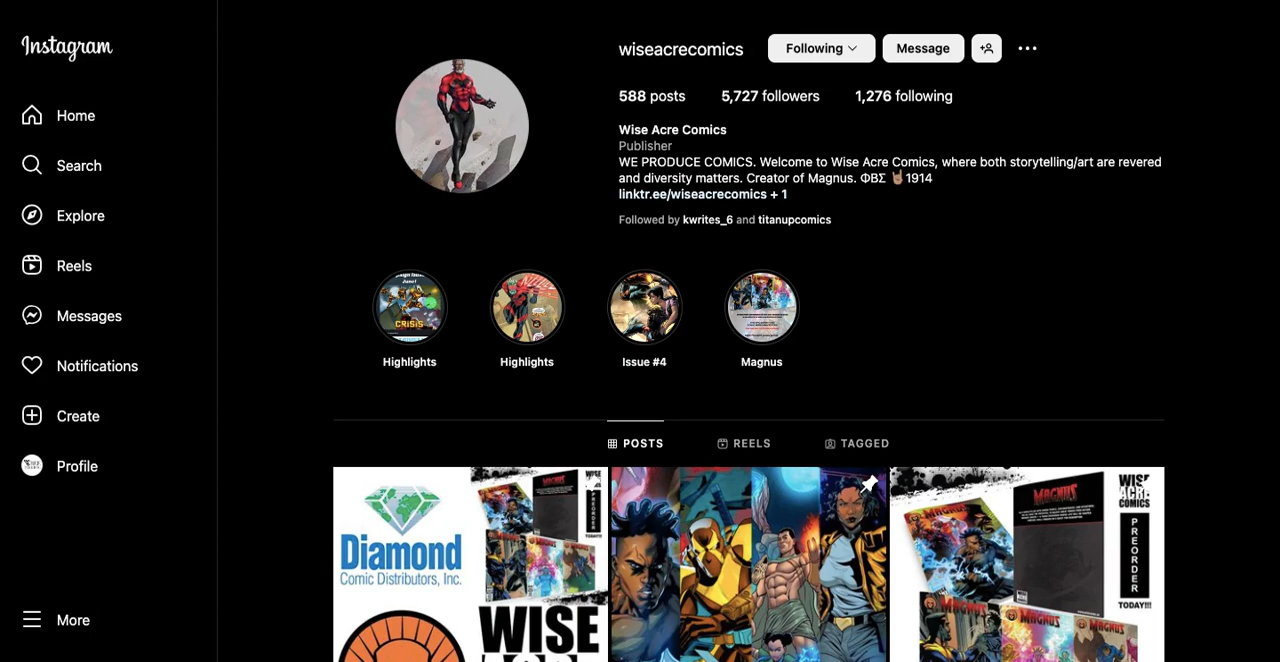 Instagram
Home
Search
Explore
Reels
Messages
Notifications
Create
Profile
More
wiseacrecomics
Following
Message
588 posts
5,727 followers
1,276 following
Wise Acre Comics
Publisher
WE PRODUCE COMICS. Welcome to Wise Acre Comics, where both storytelling/art are revered
and diversity matters. Creator of Magnus. ΦΒΣ 🤘🏽1914
linktr.ee/wiseacrecomics + 1
Followed by kwrites_6 and titanupcomics
CRISIS
Highlights
Highlights
Issue #4
Magnus
POSTS
REELS
TAGGED
Diamond
Comic Distributors, Inc.
WISE
ACRE
PREORDER
WISE
MAGNUS
MAGNUS
WISE
ACRE
COMICS
PREORDER
TODAY!!!
MAGNUS
MAGNUS
MAGNUS